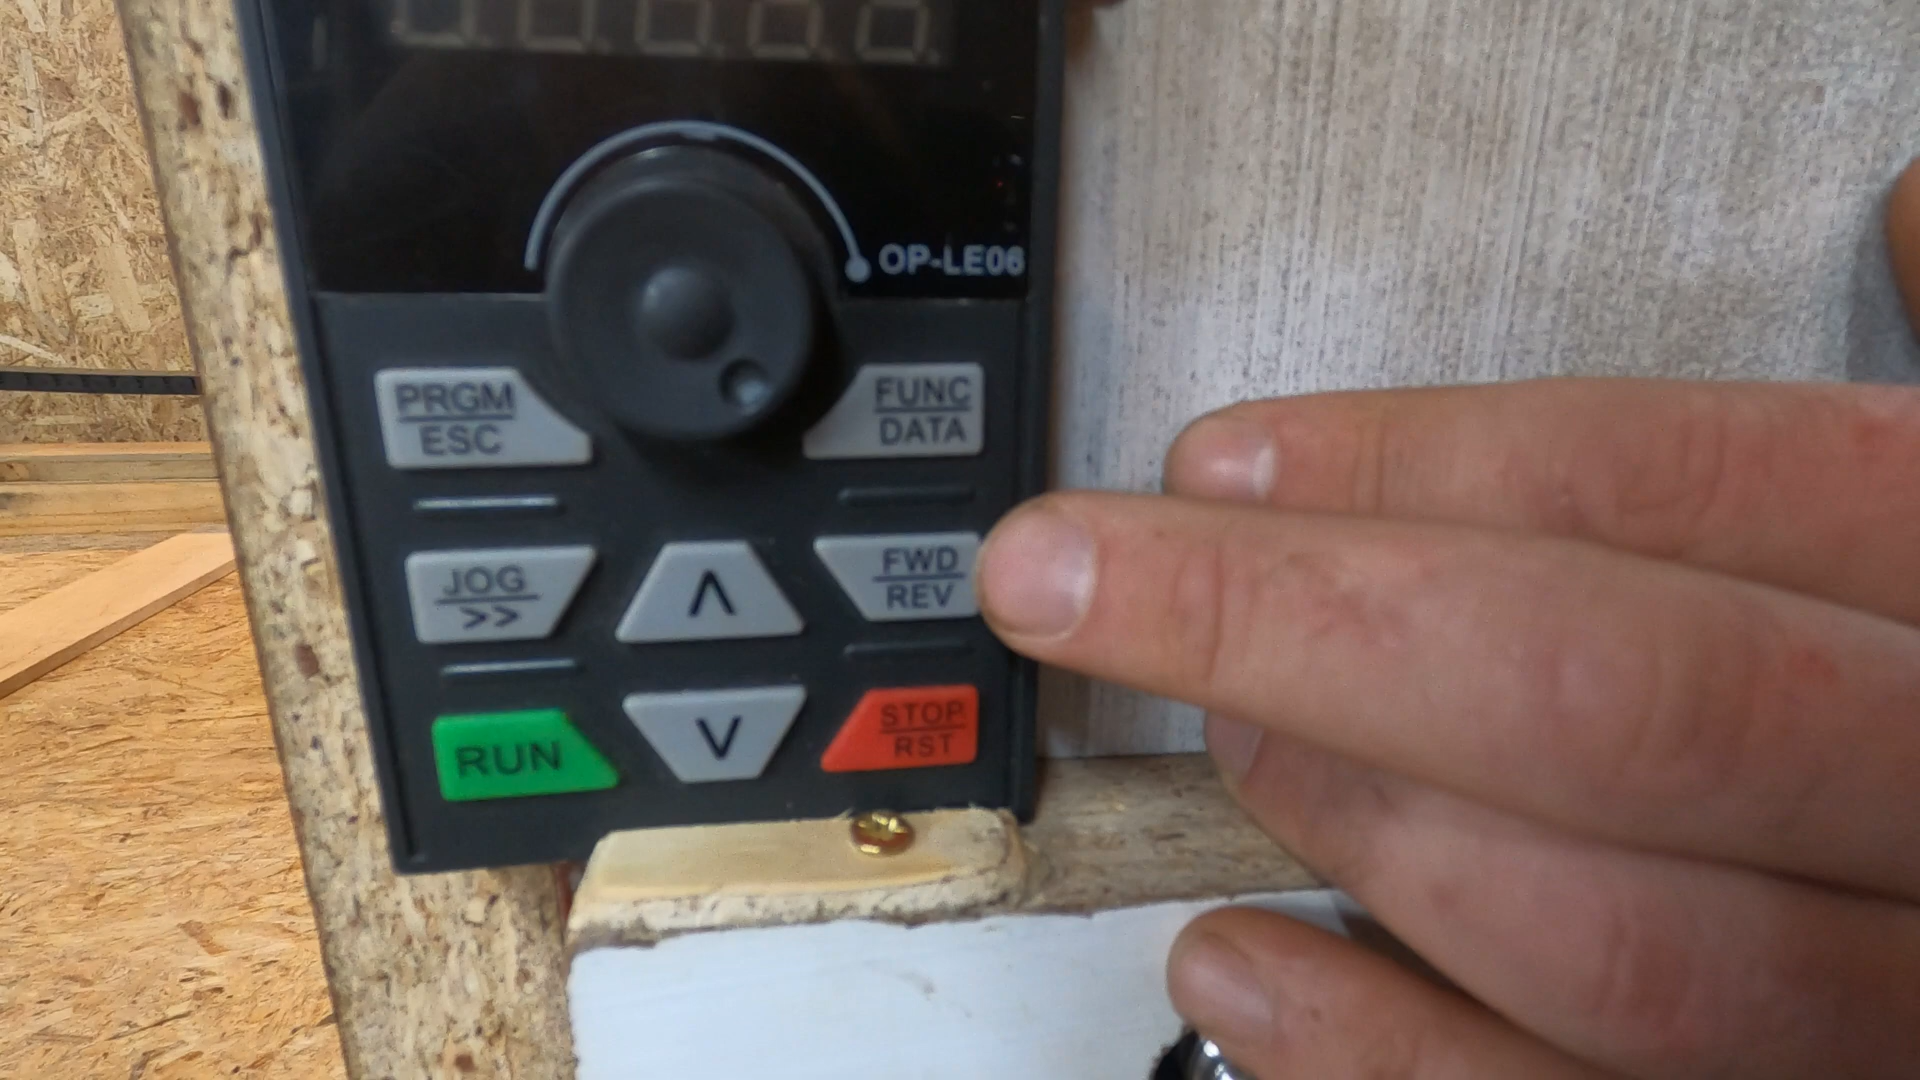 OP-LE06
PRGM
ESC
FUNC
DATA
JOG
>>
Λ
FWD
REV
RUN
V
STOP
RST